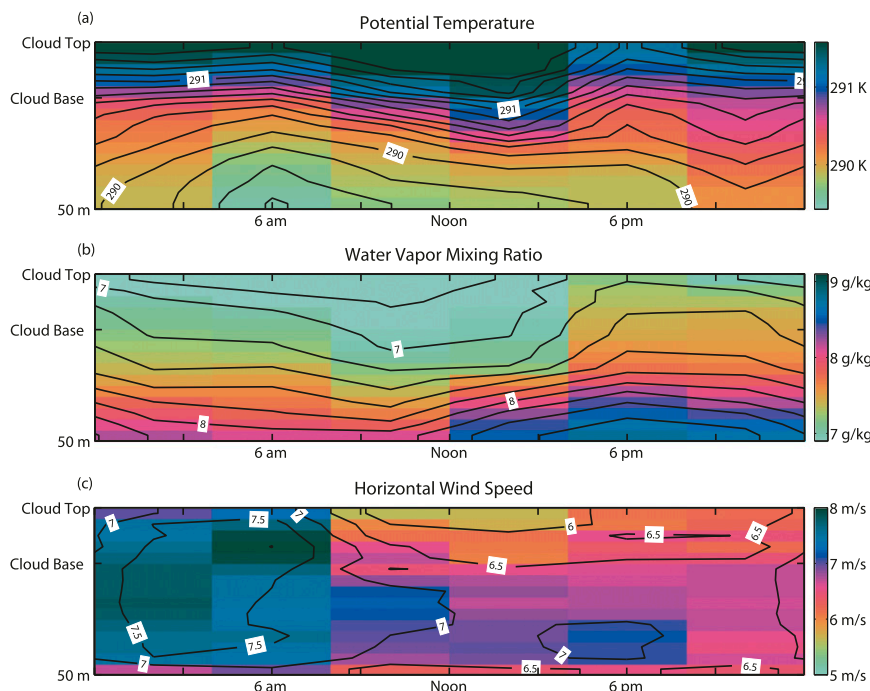 (a)
Potential Temperature
Cloud Top
291
29
291 K
Cloud Base
291
290
290 K
290
290
50 m
6 am
Noon
6 pm
(b)
Water Vapor Mixing Ratio
Cloud Top
7
9 g/kg
Cloud Base
7
8 g/kg
8
8
50 m
7 g/kg
6 am
Noon
6 pm
(c)
Horizontal Wind Speed
Cloud Top
8 m/s
7
7.5
7
6
6.5
6.5
Cloud Base
6.5
7 m/s
7.5
7.5
7
7
6 m/s
7
6.5
6.5
50 m
5 m/s
6 am
Noon
6 pm